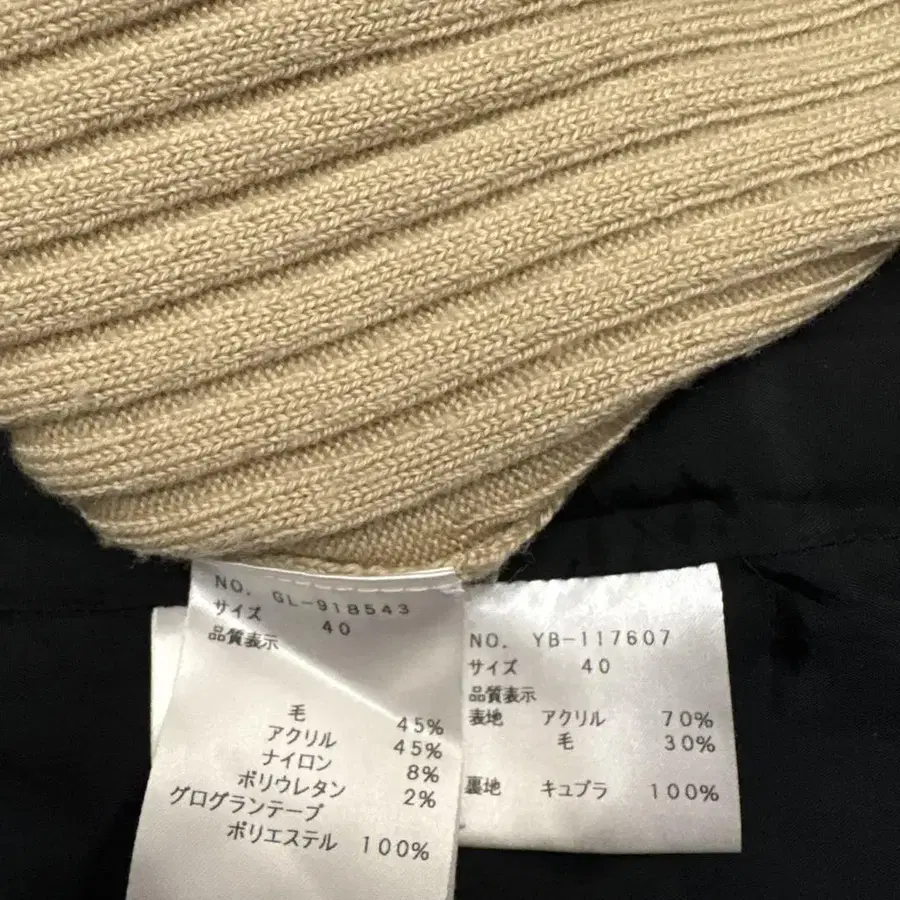 NO. GL-918543
サイズ 40
品質表示
毛 45%
アクリル 45%
ナイロン 8%
ポリウレタン 2%
グログランテープ
ポリエステル 100%
NO. YB-117607
サイズ 40
品質表示
表地 アクリル 70%
毛 30%
裏地 キュプラ 100%